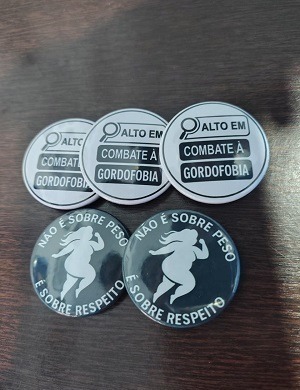 ALTO EM
COMBATE À
GORDOFOBIA
ALTO EM
COMBATE À
GORDOFOBIA
ALTO EM
COMBATE À
GORDOFOBIA
NÃO É SOBRE PESO
É SOBRE RESPEITO
NÃO É SOBRE PESO
É SOBRE RESPEITO